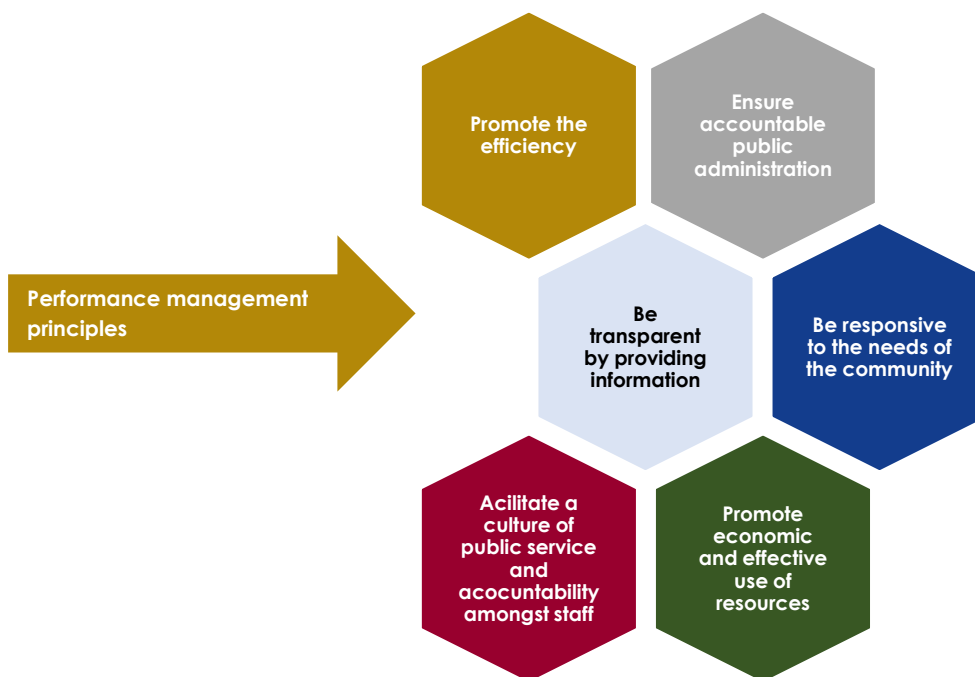 Promote the
efficiency
Ensure
accountable
public
administration
Performance management
principles
Be
transparent
by providing
information
Be responsive
to the needs of
the community
Acilitate a
culture of
public service
and
acocuntability
amongst staff
Promote
economic
and effective
use of
resources